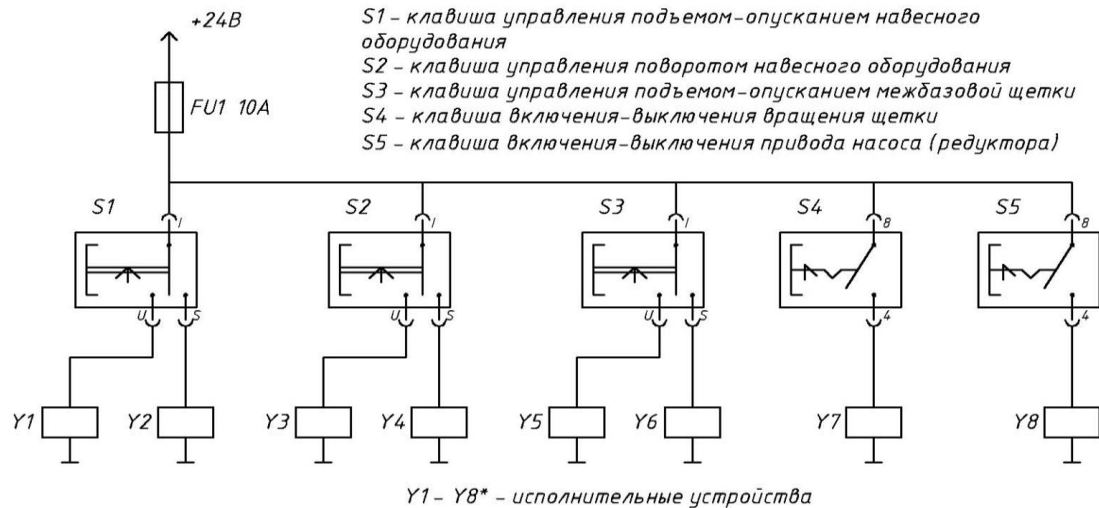 +24В
FU1 10А
S1 - клавиша управления подъемом-опусканием навесного
оборудования
S2 - клавиша управления поворотом навесного оборудования
S3 - клавиша управления подъемом-опусканием межбазовой щетки
S4 - клавиша включения-выключения вращения щетки
S5 - клавиша включения-выключения привода насоса (редуктора)
S1 S2 S3 S4 S5
1 1 1 8 8
U S U S U S 4 4
Y1 Y2 Y3 Y4 Y5 Y6 Y7 Y8
Y1 - Y8* - исполнительные устройства